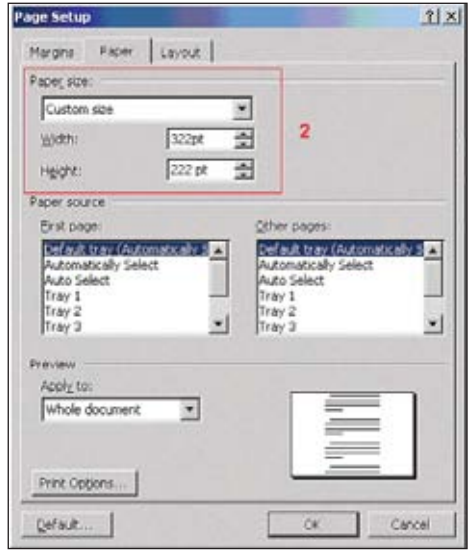 Page Setup
Margins Paper Layout
Paper size:
Custom size
Width: 322pt
2
Height: 222 pt
Paper source
First page: Other pages:
Default tray (Automatically S Default tray (Automatically S
Automatically Select Automatically Select
Auto Select Auto Select
Tray 1 Tray 1
Tray 2 Tray 2
Tray 3 Tray 3
Preview
Apply to:
Whole document
Print Options...
Default... OK Cancel